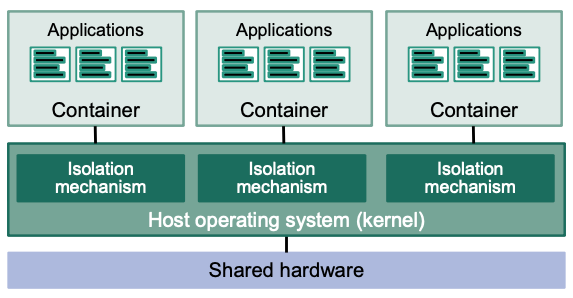 Applications
Applications
Applications
Container
Container
Container
Isolation
mechanism
Isolation
mechanism
Isolation
mechanism
Host operating system (kernel)
Shared hardware